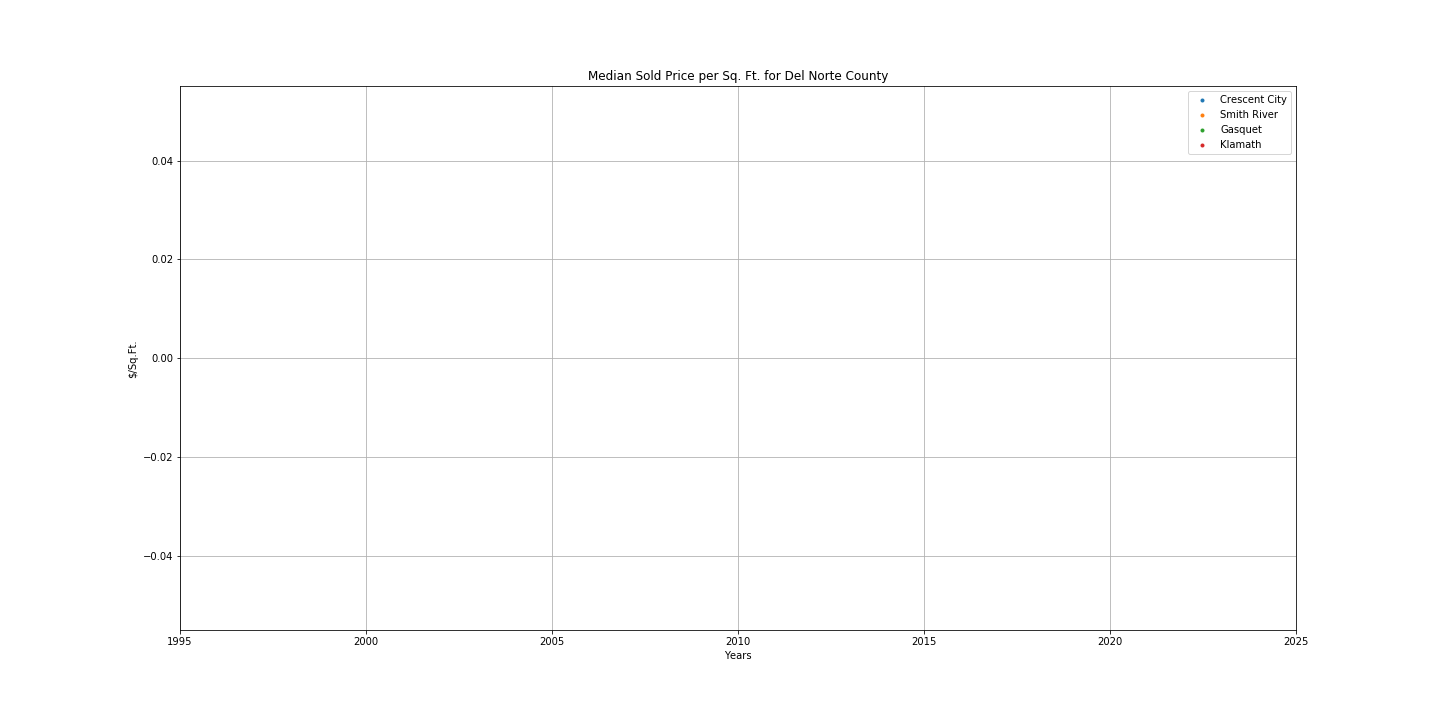 Median Sold Price per Sq. Ft. for Del Norte County
Crescent City
Smith River
Gasquet
Klamath
0.04
0.02
0.00
−0.02
−0.04
$/Sq.Ft.
1995 2000 2005 2010 2015 2020 2025
Years